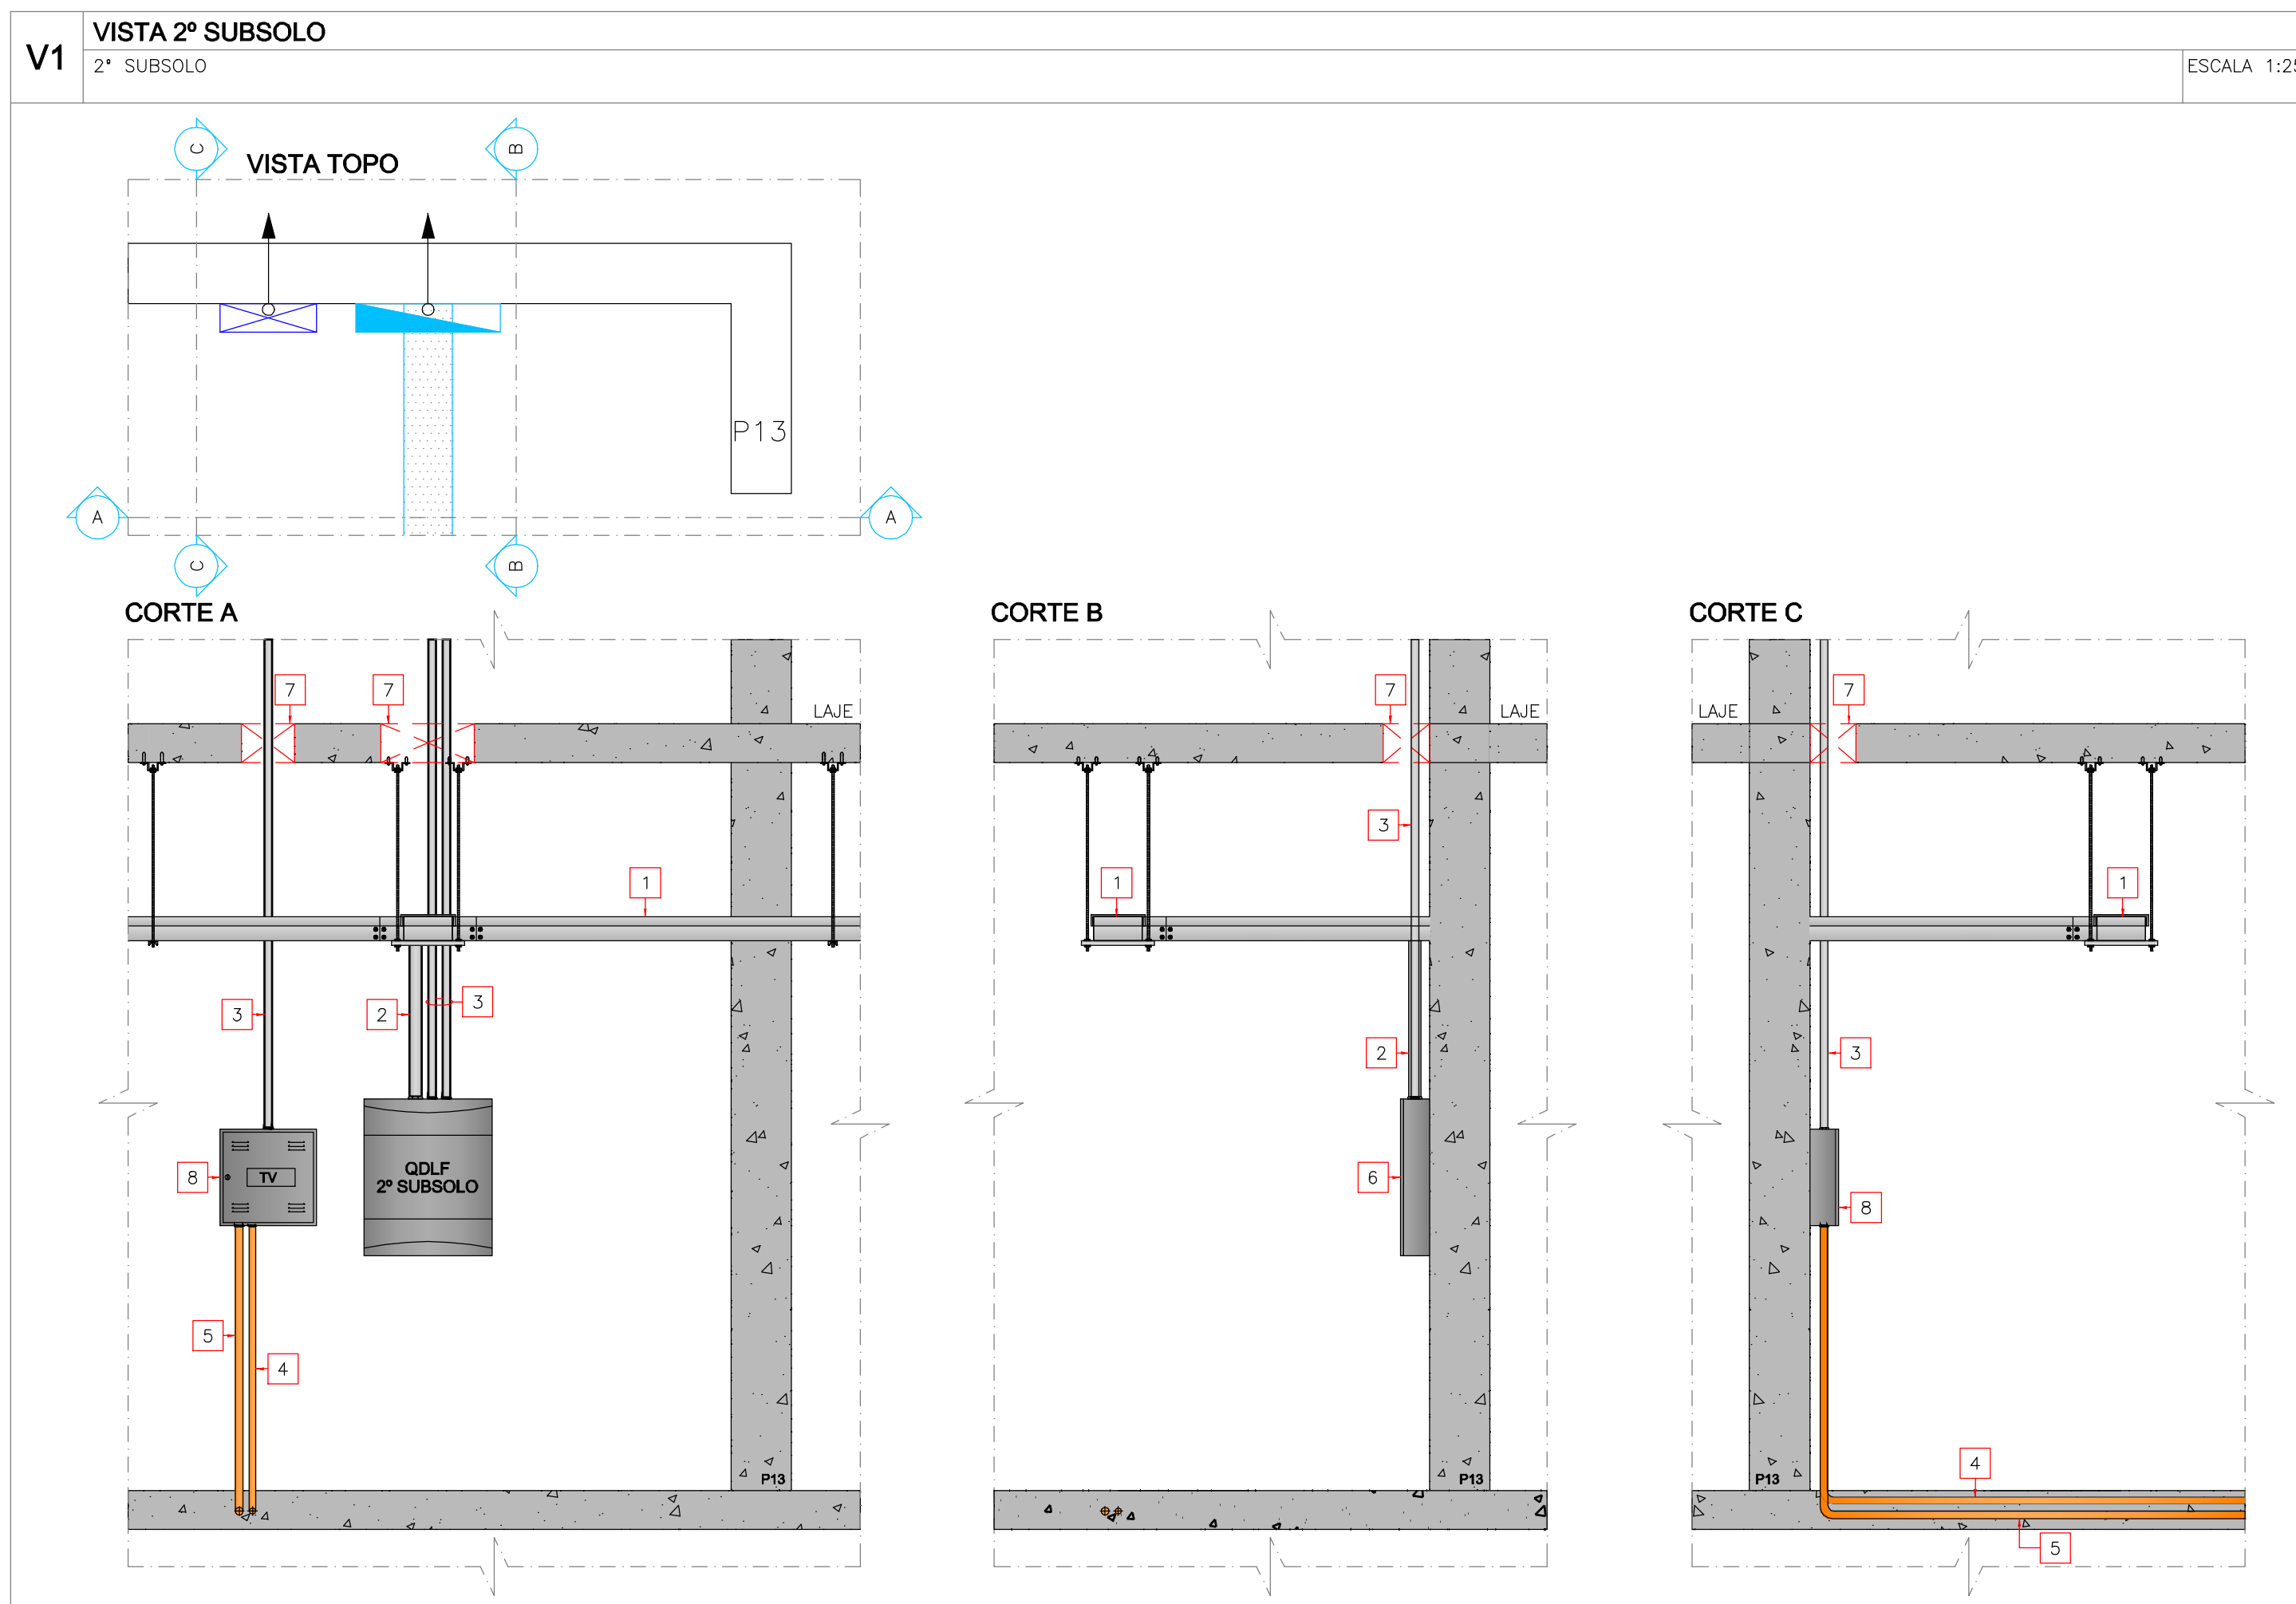 V1
VISTA 2º SUBSOLO
2° SUBSOLO
ESCALA 1:25
C
B
VISTA TOPO
P13
A
A
C
B
CORTE A
7
7
LAJE
1
3
2
3
8
TV
QDLF
2º SUBSOLO
5
4
P13
CORTE B
7
LAJE
3
1
2
6
P13
CORTE C
LAJE
7
1
3
8
4
P13
5